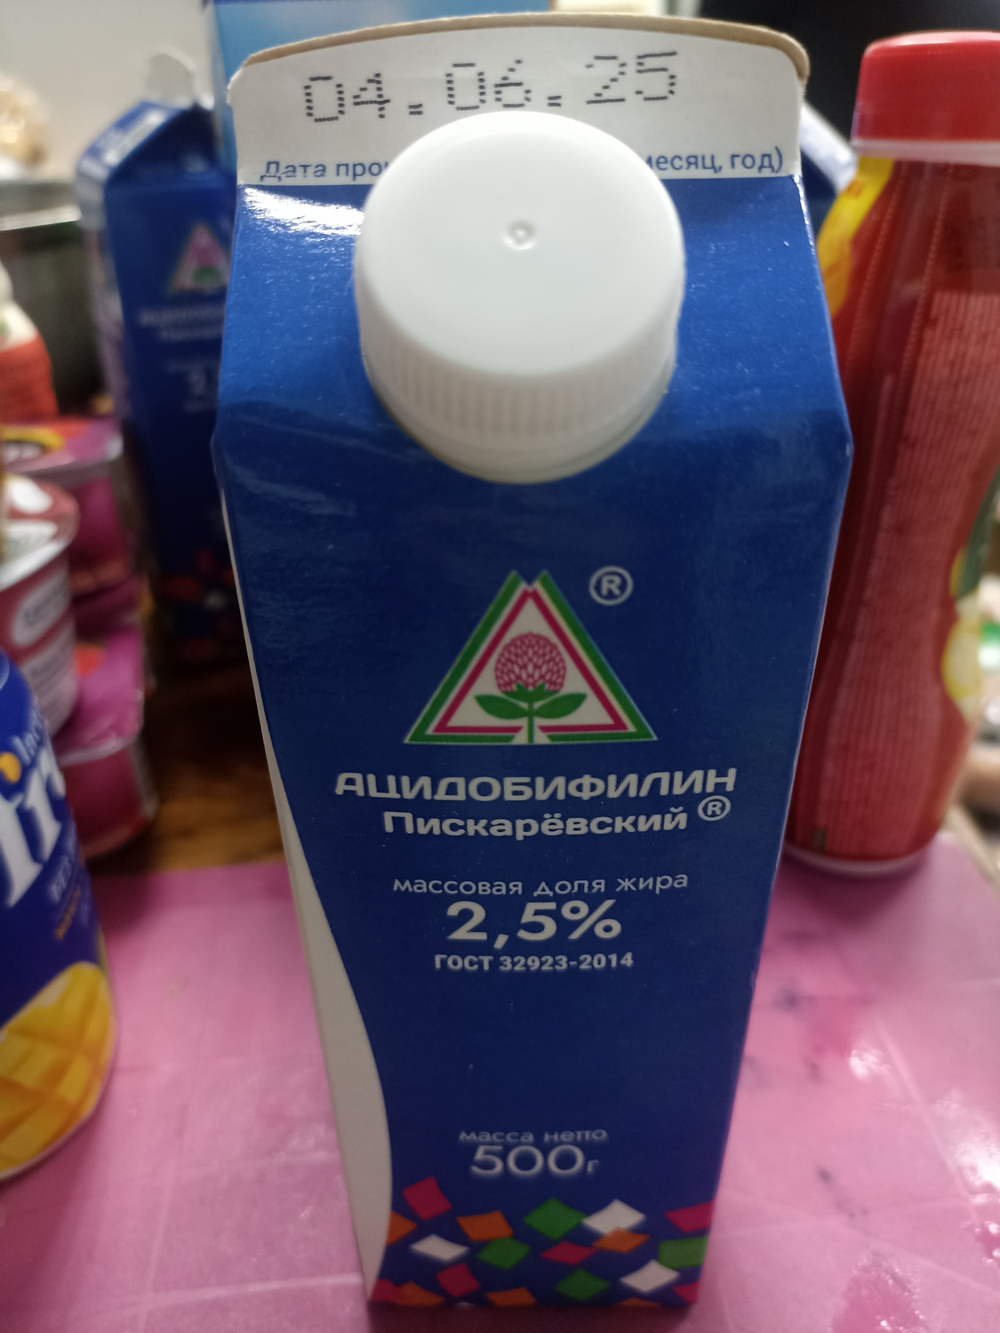 04.06.25
Дата месяц, год)
®
АЦИДОБИФИЛИН
Пискарёвский ®
массовая доля жира
2,5%
ГОСТ 32923-2014
масса нетто
500г